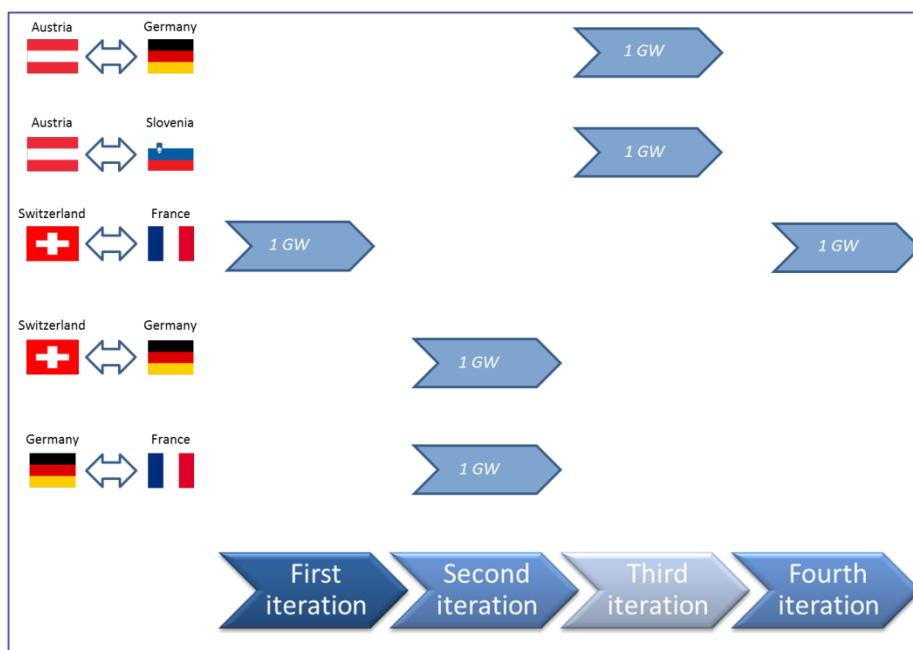 Austria Germany
1 GW
Austria Slovenia
1 GW
Switzerland France
1 GW 1 GW
Switzerland Germany
1 GW
Germany France
1 GW
First Second Third Fourth
iteration iteration iteration iteration